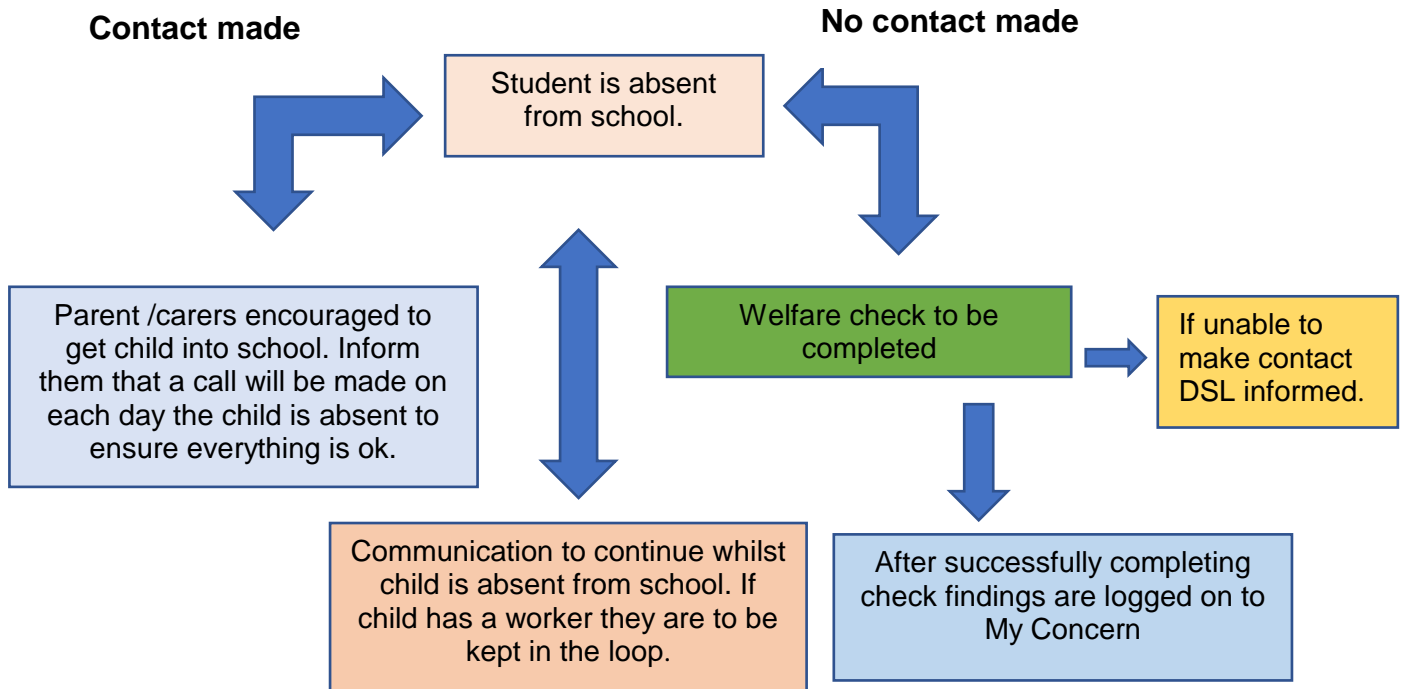 Contact made
No contact made
Student is absent
from school.
Parent /carers encouraged to
get child into school. Inform
them that a call will be made on
each day the child is absent to
ensure everything is ok.
Welfare check to be
completed
If unable to
make contact
DSL informed.
Communication to continue whilst
child is absent from school. If
child has a worker they are to be
kept in the loop.
After successfully completing
check findings are logged on to
My Concern